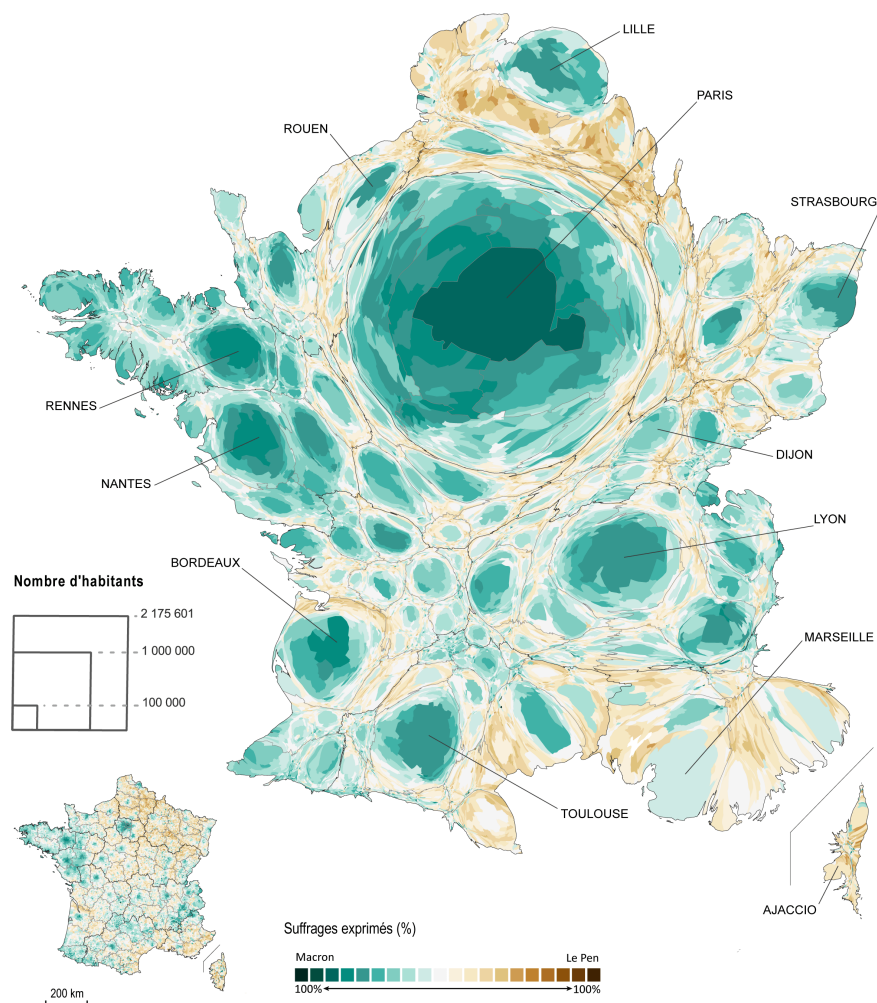 LILLE
PARIS
ROUEN
STRASBOURG
RENNES
DIJON
NANTES
LYON
BORDEAUX
Nombre d'habitants
2 175 601
1 000 000
100 000
MARSEILLE
TOULOUSE
AJACCIO
Suffrages exprimés (%)
Macron Le Pen
100% 100%
200 km